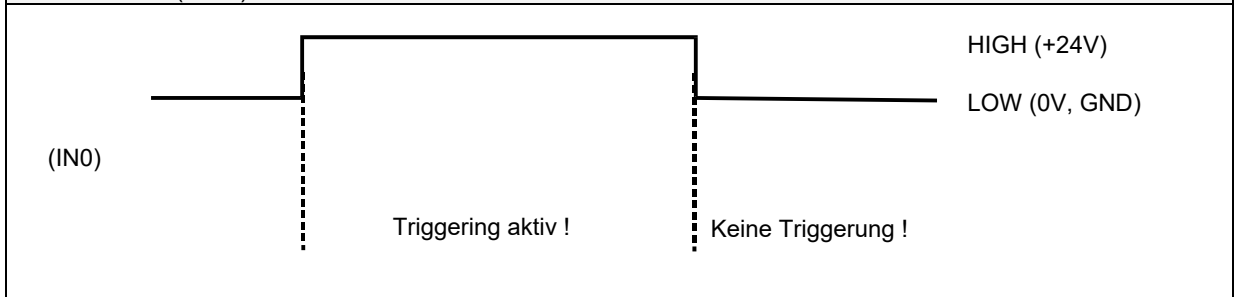 HIGH (+24V)
LOW (0V, GND)
(IN0)
Triggering aktiv !
Keine Triggerung !